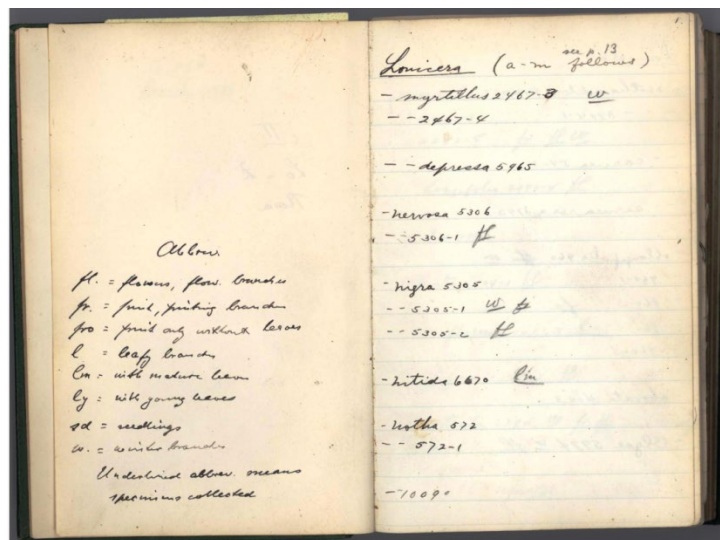 Abbrev.
fl. = flowers, flow. branches
fr. = fruit, fruiting branches
fro = fruit only without leaves
l = leafy branches
lm = with mature leaves
ly = with young leaves
sd = seedlings
w. = winter branches
Underlined abbrev. means
specimens collected
1.
see p. 13
Lonicera (a-m follows)
- myrtillus 2467-3 w
- - 2467-4
- - depressa 5965
- nervosa 5306
- - 5306-1 fl
- nigra 5305
- - 5305-1 w fr
- - 5305-2 fl
- nitida 6670 lm
- notha 572
- - 572-1
- 10090